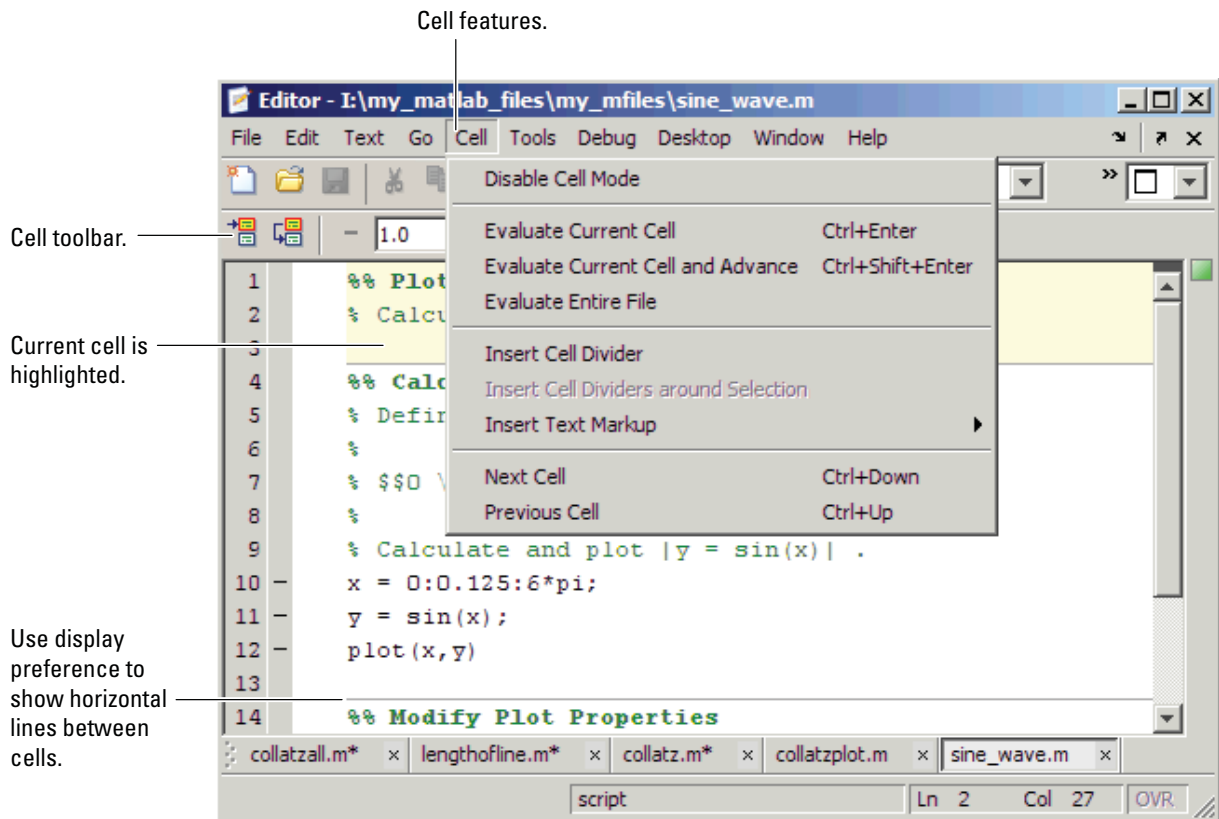 Cell features.
Editor - I:\my_matlab_files\my_mfiles\sine_wave.m
File Edit Text Go Cell Tools Debug Desktop Window Help
Disable Cell Mode
Cell toolbar.
1.0
Evaluate Current Cell Ctrl+Enter
Evaluate Current Cell and Advance Ctrl+Shift+Enter
Evaluate Entire File
Insert Cell Divider
Insert Cell Dividers around Selection
Insert Text Markup
Next Cell Ctrl+Down
Previous Cell Ctrl+Up
Current cell is
highlighted.
1 %% Plot
2 % Calcu
3
4 %% Calc
5 % Defin
6 %
7 % $$0 \
8 %
9 % Calculate and plot |y = sin(x)| .
10 – x = 0:0.125:6*pi;
11 – y = sin(x);
12 – plot(x,y)
13
14 %% Modify Plot Properties
Use display
preference to
show horizontal
lines between
cells.
collatzall.m* × lengthofline.m* × collatz.m* × collatzplot.m × sine_wave.m ×
script Ln 2 Col 27 OVR